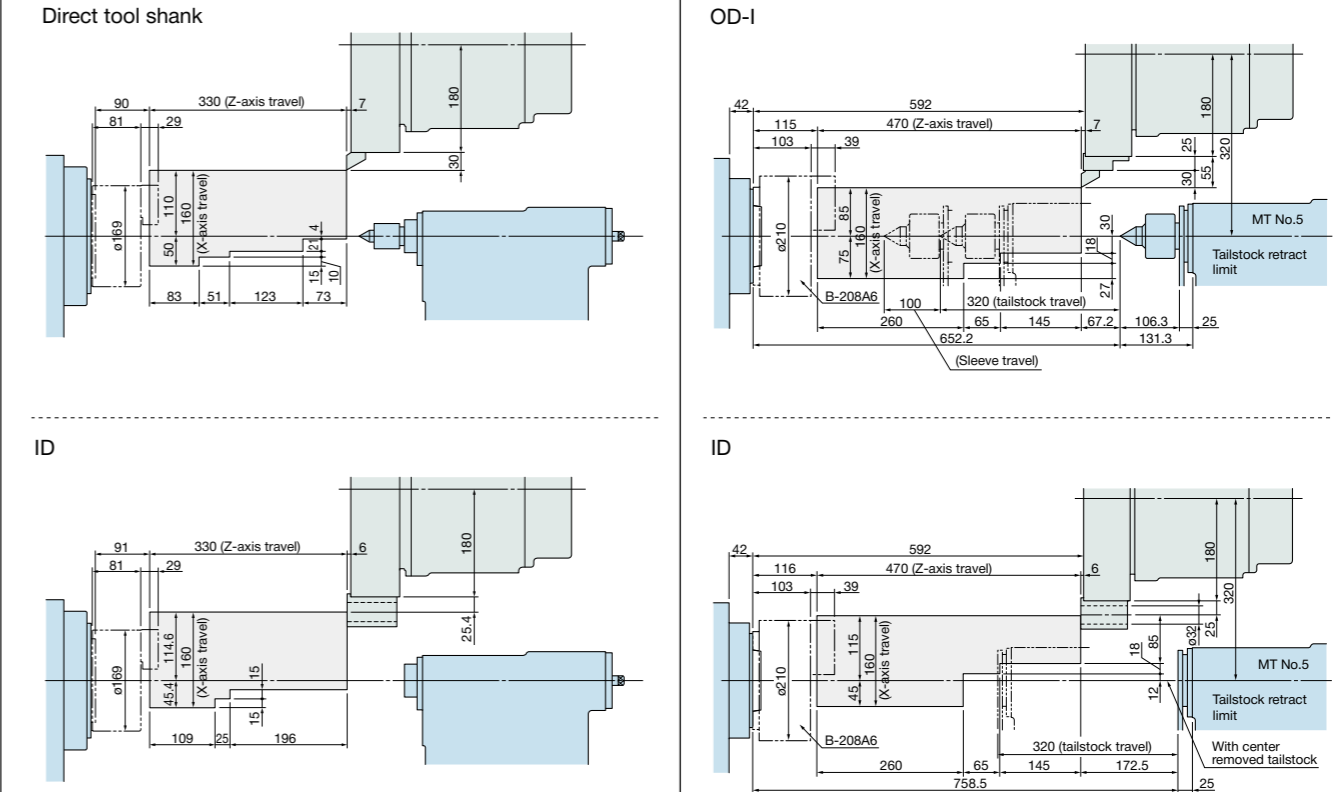 Direct tool shank
90
330 (Z-axis travel)
7
81
29
180
30
ø169
110
160
(X-axis travel)
50
4
21
15
10
83
51
123
73
OD-I
42
592
115
470 (Z-axis travel)
7
103
39
180
320
25
30
55
ø210
85
160
(X-axis travel)
75
30
18
27
MT No.5
Tailstock retract
limit
B-208A6
100
320 (tailstock travel)
260
65
145
67.2
106.3
25
652.2
131.3
(Sleeve travel)
ID
91
330 (Z-axis travel)
6
81
29
180
25.4
ø169
114.6
160
(X-axis travel)
45.4
15
15
109
25
196
ID
42
592
116
470 (Z-axis travel)
6
103
39
180
320
25
ø32
85
18
12
ø210
115
160
(X-axis travel)
45
MT No.5
Tailstock retract
limit
B-208A6
320 (tailstock travel)
With center
removed tailstock
260
65
145
172.5
758.5
25